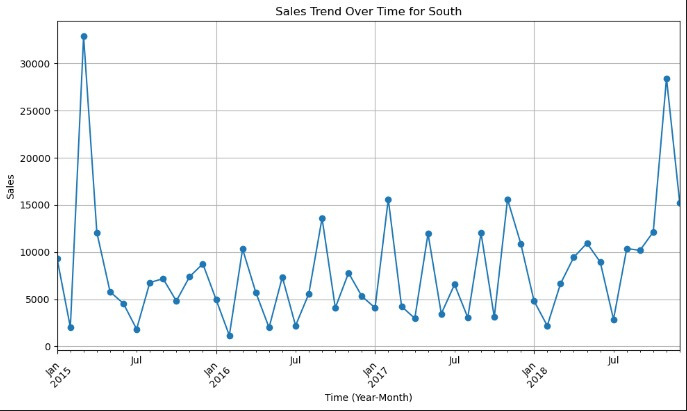 Sales Trend Over Time for South
30000
25000
20000
15000
10000
5000
0
Sales
Jan
2015
Jul
Jan
2016
Jul
Jan
2017
Jul
Jan
2018
Jul
Time (Year-Month)